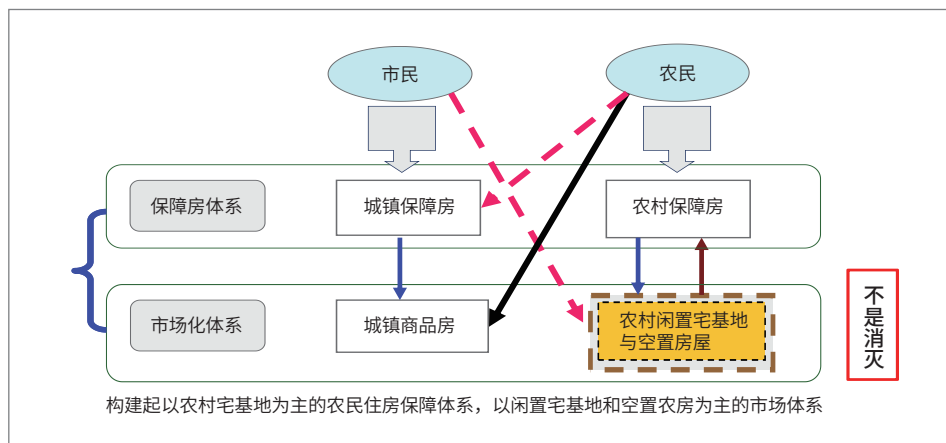 市民
农民
保障房体系
城镇保障房
农村保障房
市场化体系
城镇商品房
农村闲置宅基地
与空置房屋
不是消灭
构建起以农村宅基地为主的农民住房保障体系，以闲置宅基地和空置农房为主的市场体系